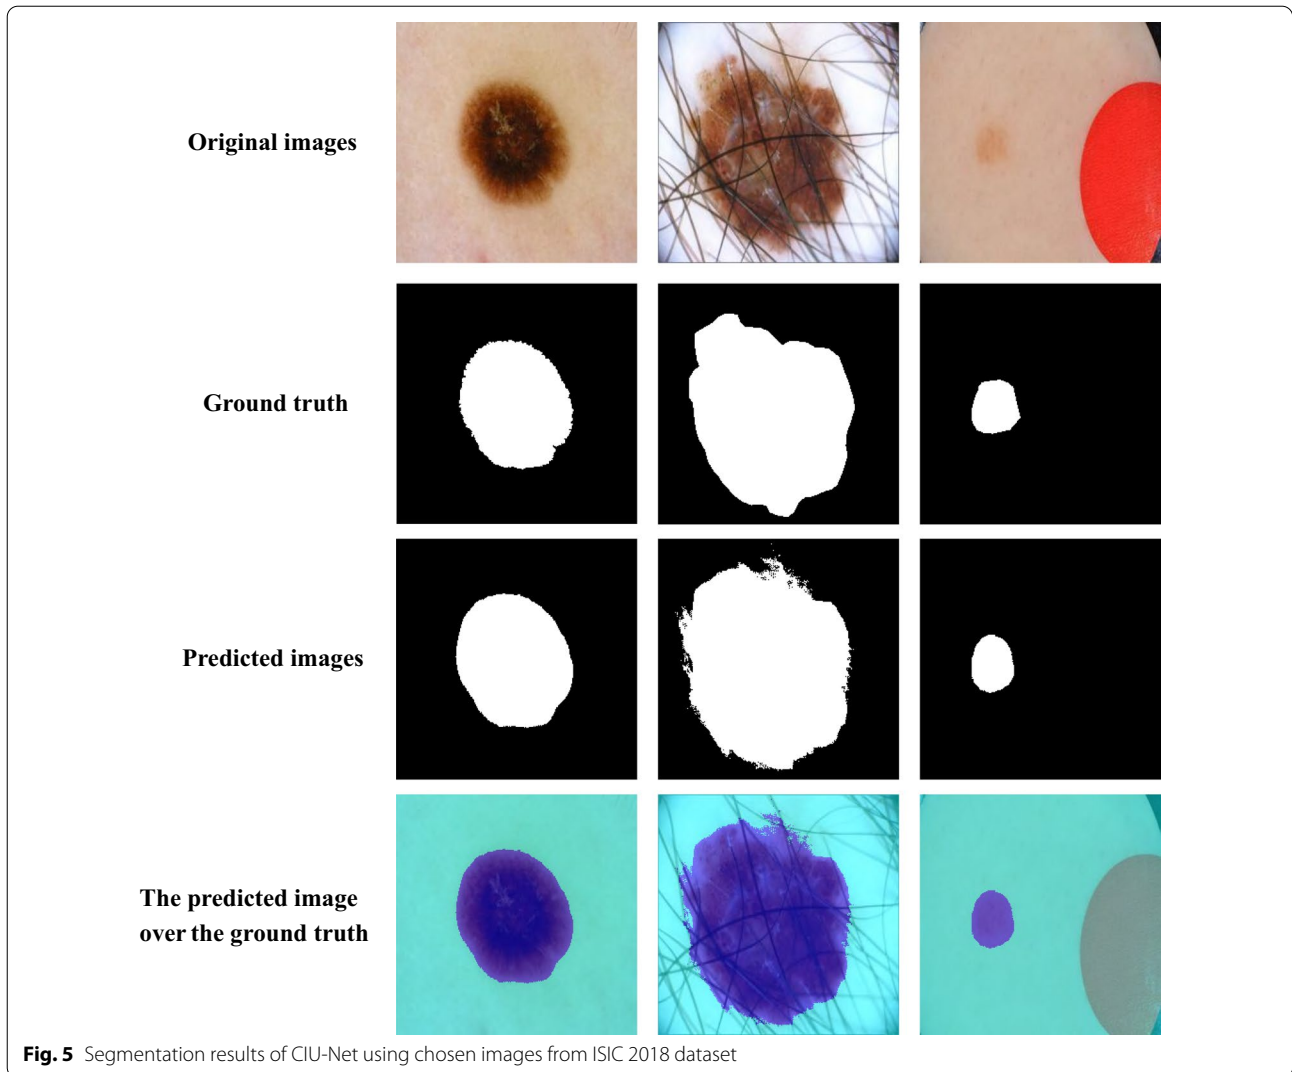 Original images
Ground truth
Predicted images
The predicted image
over the ground truth
Fig. 5 Segmentation results of CIU-Net using chosen images from ISIC 2018 dataset